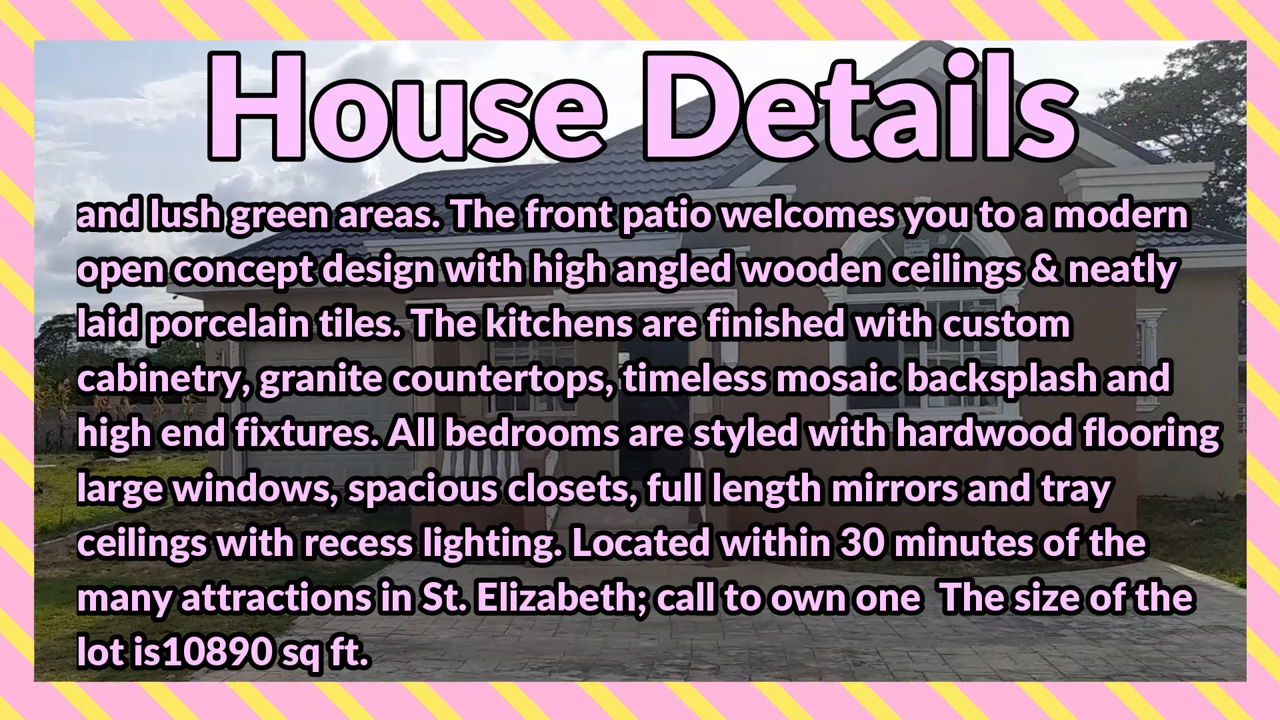 House Details
and lush green areas. The front patio welcomes you to a modern
open concept design with high angled wooden ceilings & neatly
laid porcelain tiles. The kitchens are finished with custom
cabinetry, granite countertops, timeless mosaic backsplash and
high end fixtures. All bedrooms are styled with hardwood flooring
large windows, spacious closets, full length mirrors and tray
ceilings with recess lighting. Located within 30 minutes of the
many attractions in St. Elizabeth; call to own one  The size of the
lot is10890 sq ft.